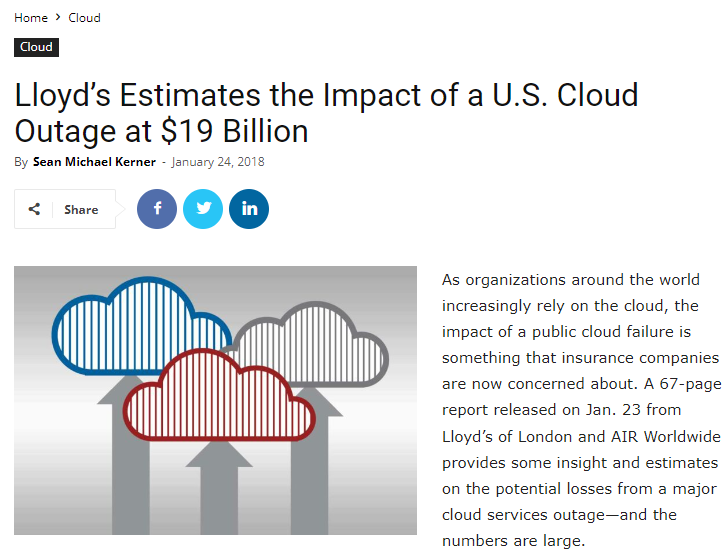 Home > Cloud
Cloud
Lloyd’s Estimates the Impact of a U.S. Cloud
Outage at $19 Billion
By Sean Michael Kerner - January 24, 2018
Share
As organizations around the world
increasingly rely on the cloud, the
impact of a public cloud failure is
something that insurance companies
are now concerned about. A 67-page
report released on Jan. 23 from
Lloyd’s of London and AIR Worldwide
provides some insight and estimates
on the potential losses from a major
cloud services outage—and the
numbers are large.